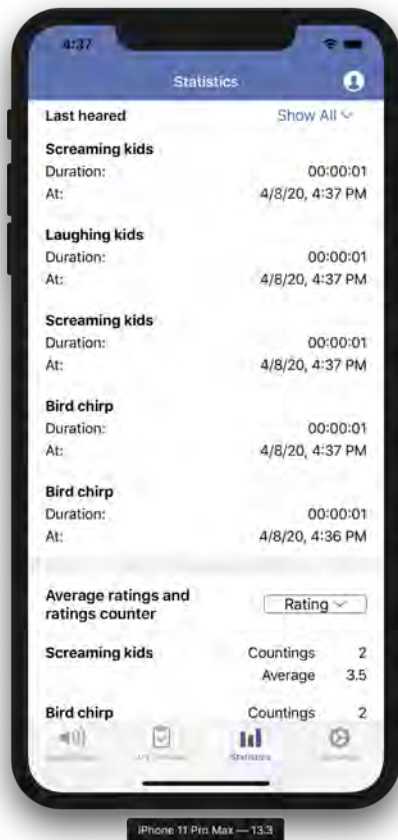 4:37
Statistics
Last heared Show All
Screaming kids
Duration: 00:00:01
At: 4/8/20, 4:37 PM
Laughing kids
Duration: 00:00:01
At: 4/8/20, 4:37 PM
Screaming kids
Duration: 00:00:01
At: 4/8/20, 4:37 PM
Bird chirp
Duration: 00:00:01
At: 4/8/20, 4:37 PM
Bird chirp
Duration: 00:00:01
At: 4/8/20, 4:36 PM
Average ratings and
ratings counter
Rating
Screaming kids Countings 2
Average 3.5
Bird chirp Countings 2
Statistics
iPhone 11 Pro Max — 13.3